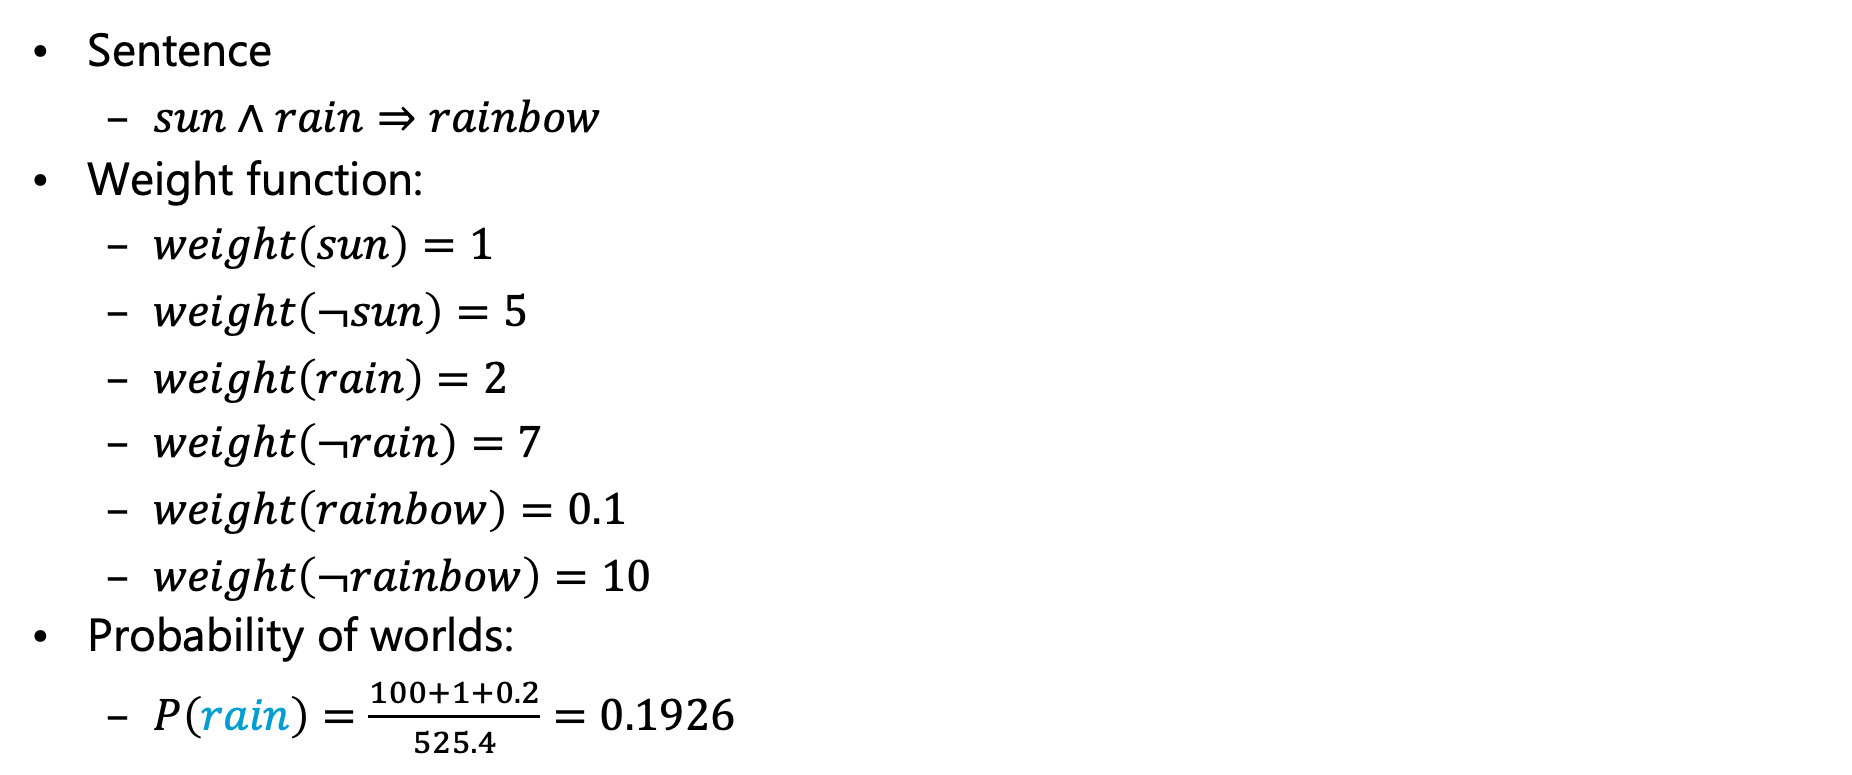 • Sentence
– sun ∧ rain ⇒ rainbow
• Weight function:
– weight(sun) = 1
– weight(¬sun) = 5
– weight(rain) = 2
– weight(¬rain) = 7
– weight(rainbow) = 0.1
– weight(¬rainbow) = 10
• Probability of worlds:
– P(rain) = \frac{100+1+0.2}{525.4} = 0.1926